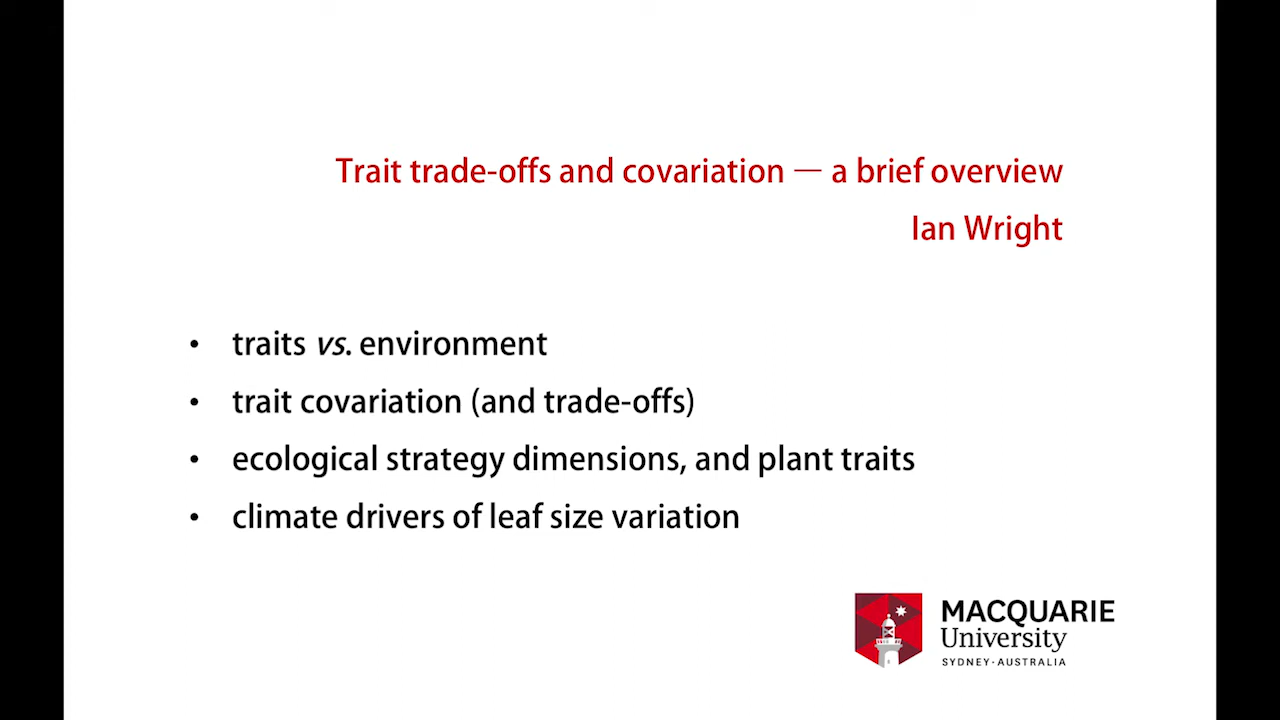 Trait trade-offs and covariation — a brief overview
Ian Wright
• traits vs. environment
• trait covariation (and trade-offs)
• ecological strategy dimensions, and plant traits
• climate drivers of leaf size variation
MACQUARIE
University
SYDNEY·AUSTRALIA